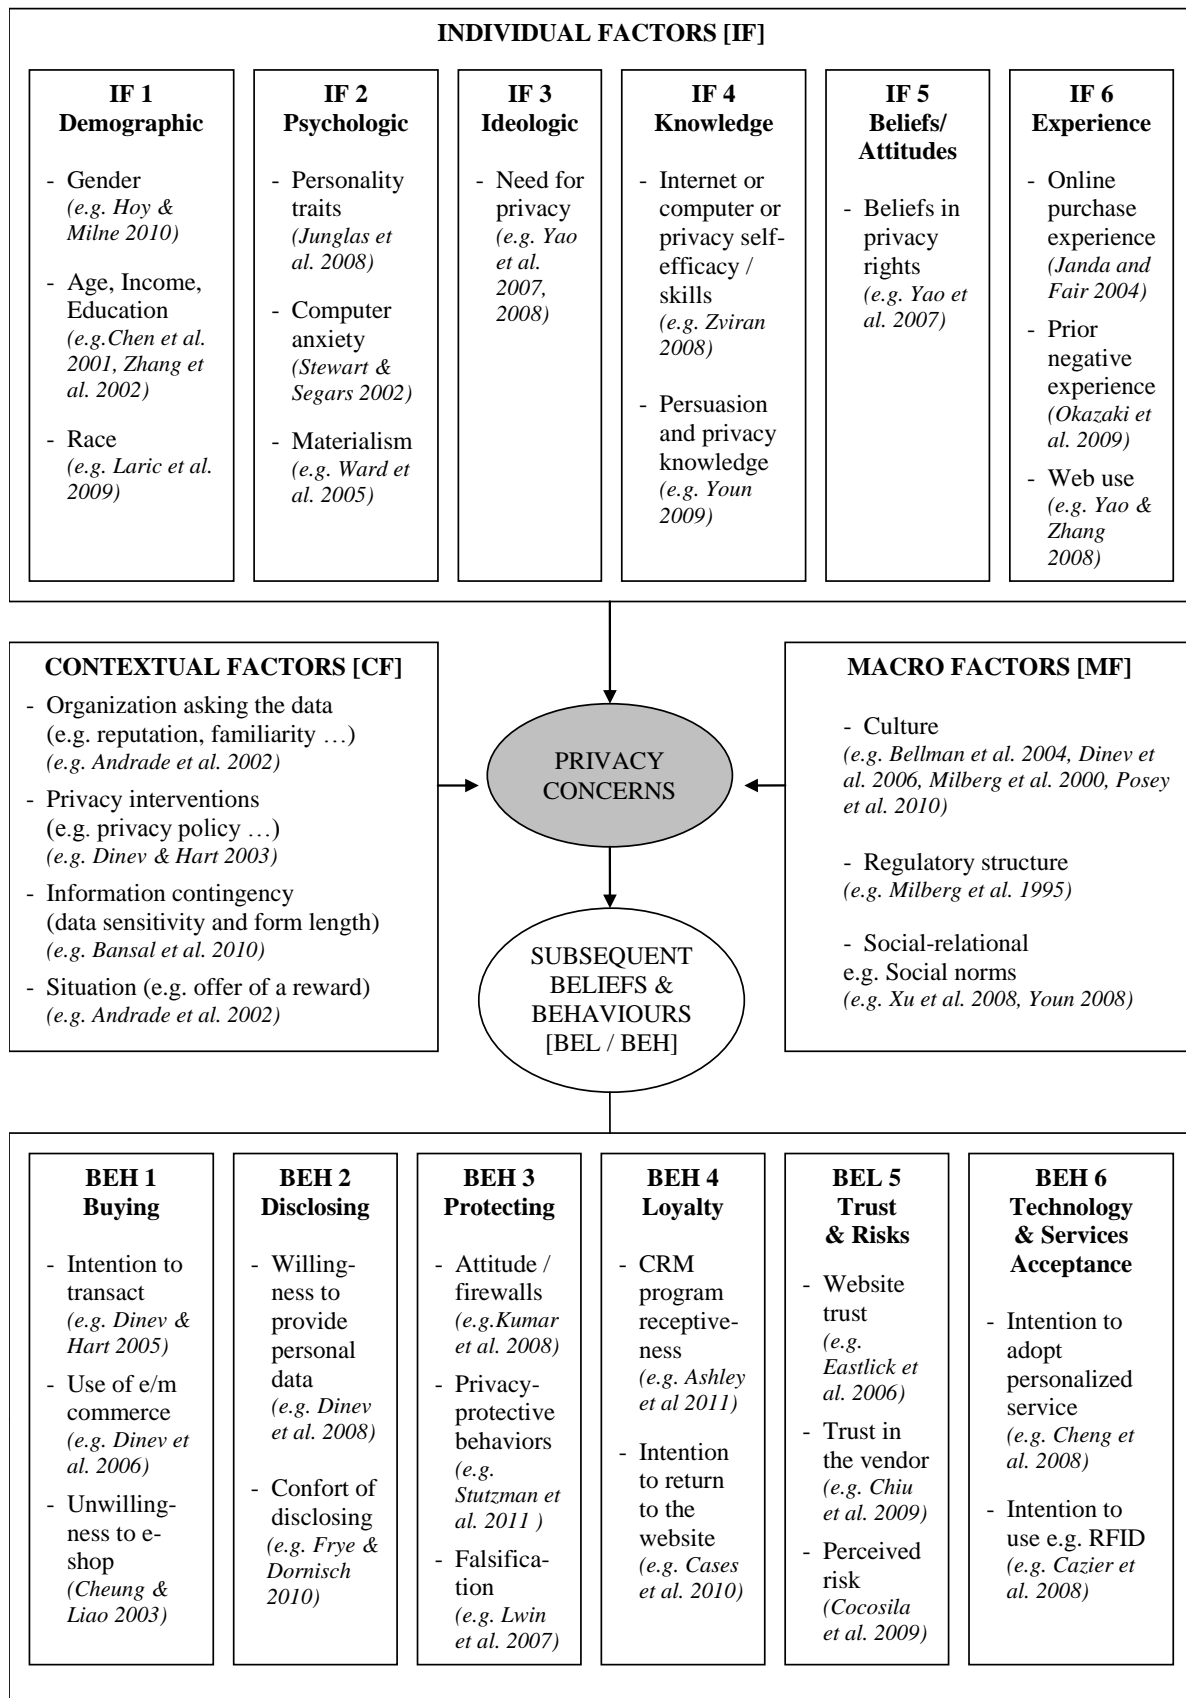 INDIVIDUAL FACTORS [IF]
IF 1
Demographic
- Gender
(e.g. Hoy &
Milne 2010)
- Age, Income,
Education
(e.g.Chen et al.
2001, Zhang et
al. 2002)
- Race
(e.g. Laric et al.
2009)
IF 2
Psychologic
- Personality
traits
(Junglas et
al. 2008)
- Computer
anxiety
(Stewart &
Segars 2002)
- Materialism
(e.g. Ward et
al. 2005)
IF 3
Ideologic
- Need for
privacy
(e.g. Yao
et al.
2007,
2008)
IF 4
Knowledge
- Internet or
computer or
privacy self-
efficacy /
skills
(e.g. Zviran
2008)
- Persuasion
and privacy
knowledge
(e.g. Youn
2009)
IF 5
Beliefs/
Attitudes
- Beliefs in
privacy
rights
(e.g. Yao et
al. 2007)
IF 6
Experience
- Online
purchase
experience
(Janda and
Fair 2004)
- Prior
negative
experience
(Okazaki et
al. 2009)
- Web use
(e.g. Yao &
Zhang
2008)
CONTEXTUAL FACTORS [CF]
- Organization asking the data
(e.g. reputation, familiarity …)
(e.g. Andrade et al. 2002)
- Privacy interventions
(e.g. privacy policy …)
(e.g. Dinev & Hart 2003)
- Information contingency
(data sensitivity and form length)
(e.g. Bansal et al. 2010)
- Situation (e.g. offer of a reward)
(e.g. Andrade et al. 2002)
PRIVACY
CONCERNS
SUBSEQUENT
BELIEFS &
BEHAVIOURS
[BEL / BEH]
MACRO FACTORS [MF]
- Culture
(e.g. Bellman et al. 2004, Dinev et
al. 2006, Milberg et al. 2000, Posey
et al. 2010)
- Regulatory structure
(e.g. Milberg et al. 1995)
- Social-relational
e.g. Social norms
(e.g. Xu et al. 2008, Youn 2008)
BEH 1
Buying
- Intention to
transact
(e.g. Dinev &
Hart 2005)
- Use of e/m
commerce
(e.g. Dinev et
al. 2006)
- Unwilling-
ness to e-
shop
(Cheung &
Liao 2003)
BEH 2
Disclosing
- Willing-
ness to
provide
personal
data
(e.g. Dinev
et al. 2008)
- Confort of
disclosing
(e.g. Frye &
Dornisch
2010)
BEH 3
Protecting
- Attitude /
firewalls
(e.g.Kumar
et al. 2008)
- Privacy-
protective
behaviors
(e.g.
Stutzman et
al. 2011 )
- Falsifica-
tion
(e.g. Lwin
et al. 2007)
BEH 4
Loyalty
- CRM
program
receptive-
ness
(e.g. Ashley
et al 2011)
- Intention
to return
to the
website
(e.g. Cases
et al. 2010)
BEL 5
Trust
& Risks
- Website
trust
(e.g.
Eastlick et
al. 2006)
- Trust in
the vendor
(e.g. Chiu
et al. 2009)
- Perceived
risk
(Cocosila
et al. 2009)
BEH 6
Technology
& Services
Acceptance
- Intention to
adopt
personalized
service
(e.g. Cheng et
al. 2008)
- Intention to
use e.g. RFID
(e.g. Cazier et
al. 2008)